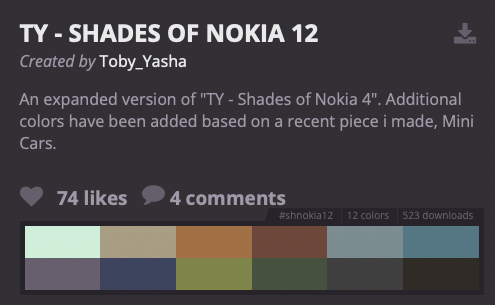 TY - SHADES OF NOKIA 12
Created by Toby_Yasha
An expanded version of "TY - Shades of Nokia 4". Additional
colors have been added based on a recent piece i made, Mini
Cars.
74 likes 4 comments
#shnokia12 12 colors 523 downloads